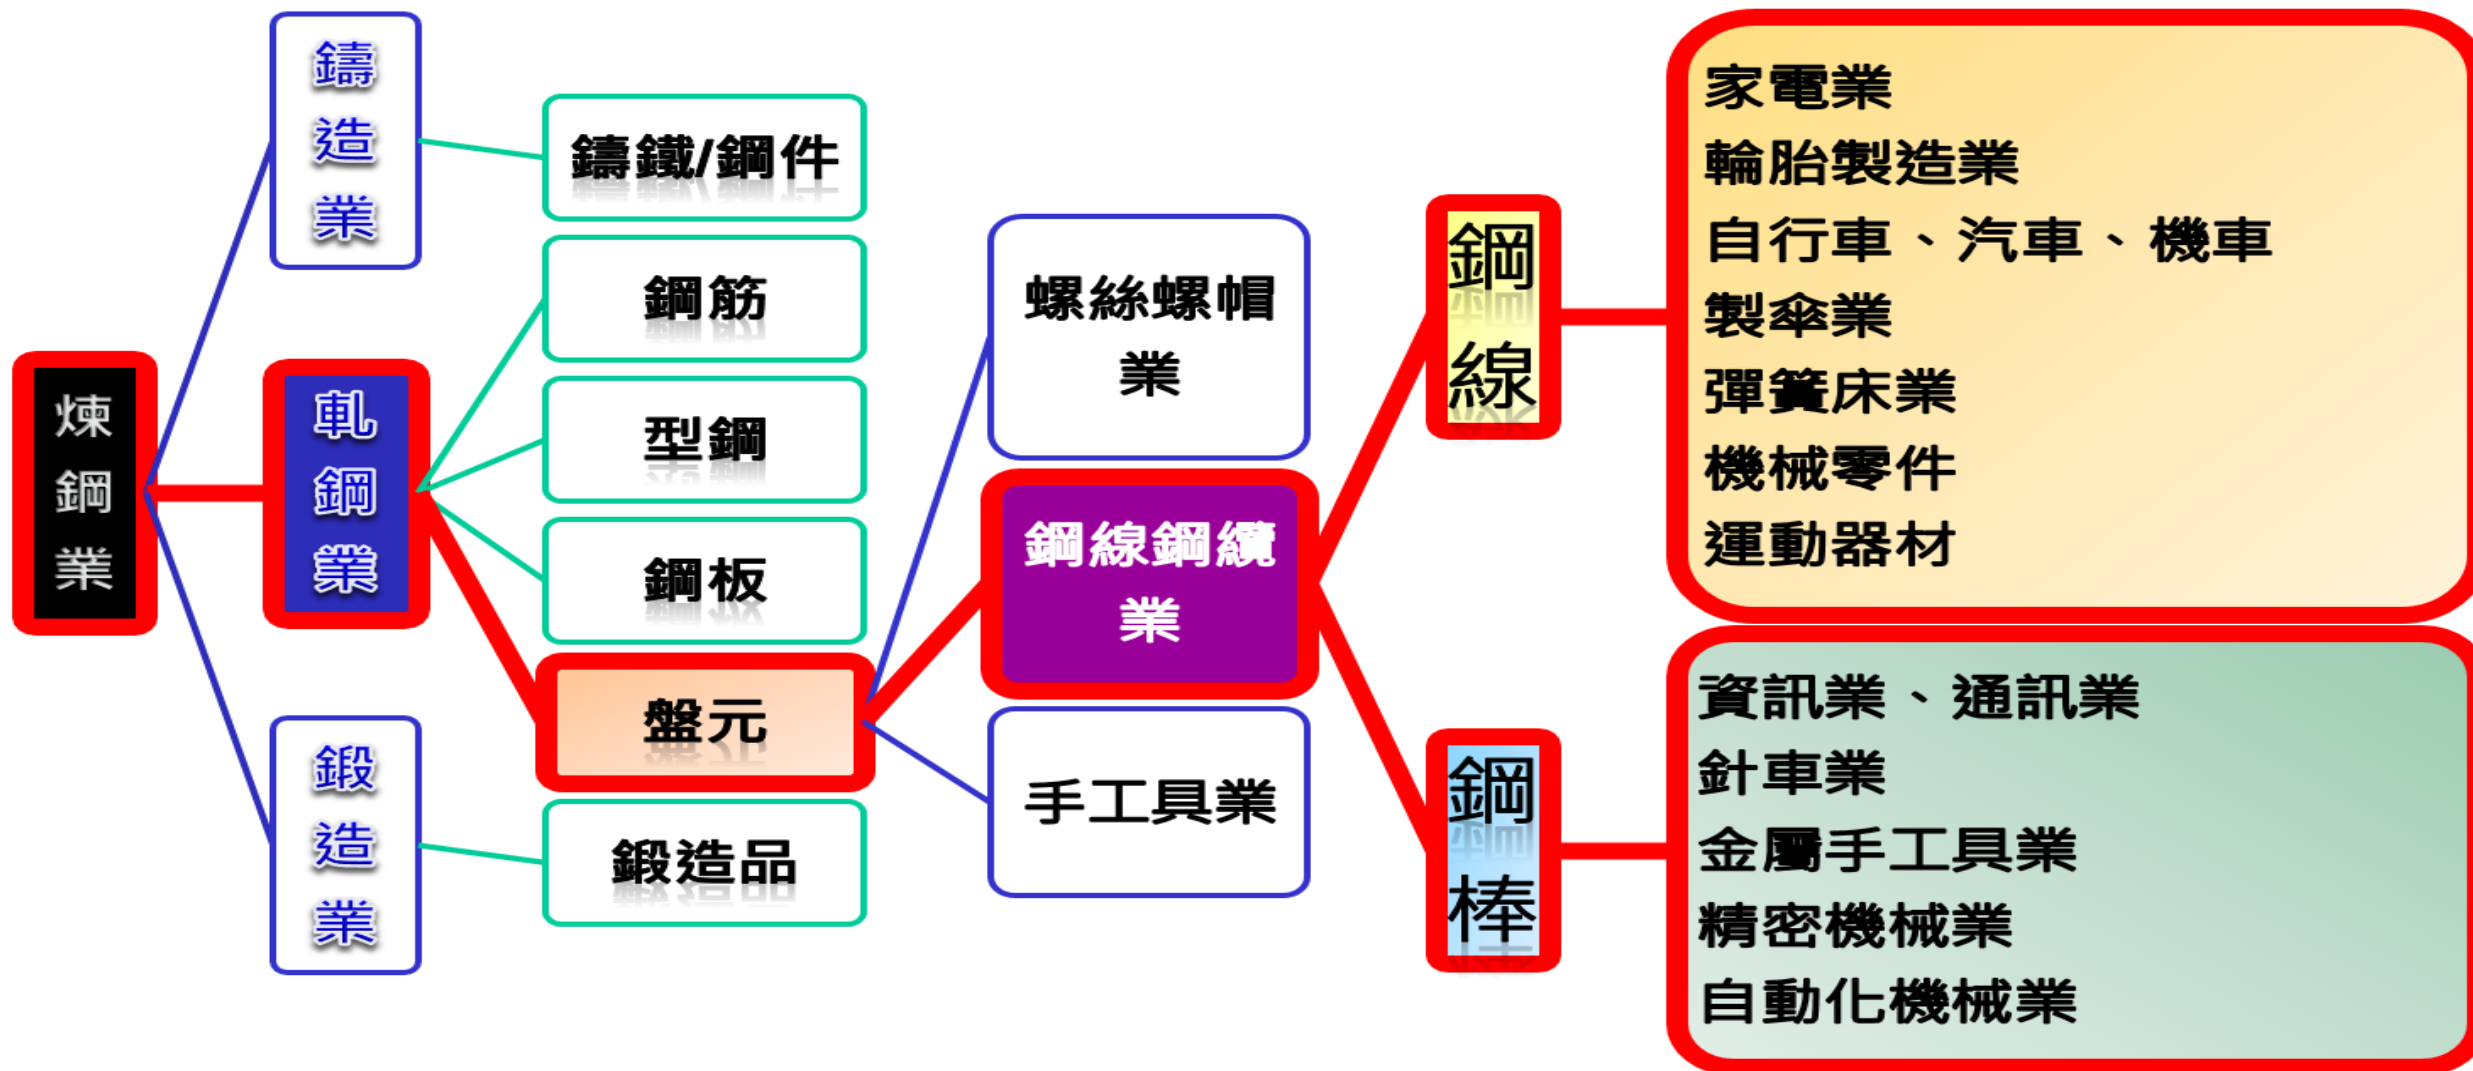 煉鋼業
鑄造業
軋鋼業
鍛造業
鑄鐵/鋼件
鋼筋
型鋼
鋼板
盤元
鍛造品
螺絲螺帽
業
鋼線鋼纜
業
手工具業
鋼線
鋼棒
家電業
輪胎製造業
自行車、汽車、機車
製傘業
彈簧床業
機械零件
運動器材
資訊業、通訊業
針車業
金屬手工具業
精密機械業
自動化機械業